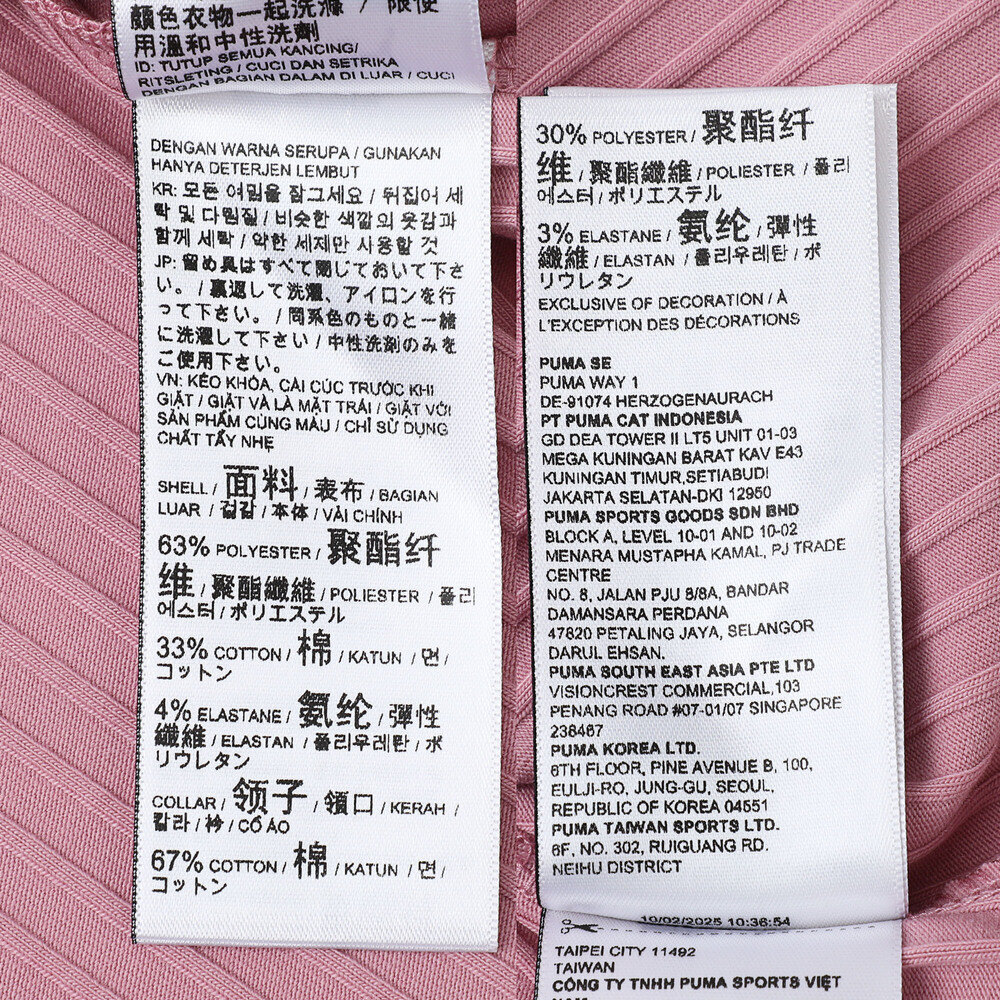 顏色衣物一起洗滌 / 限使
用溫和中性洗劑
ID: TUTUP SEMUA KANCING/
RITSLETING / CUCI DAN SETRIKA
DENGAN BAGIAN DALAM DI LUAR / CUCI
DENGAN WARNA SERUPA / GUNAKAN
HANYA DETERJEN LEMBUT
KR: 모든 여밈을 잠그세요 / 뒤집어 세
탁 및 다림질 / 비슷한 색깔의 옷감과
함께 세탁 / 약한 세제만 사용할 것
JP: 留め具はすべて閉じておいて下さ
い。 / 裏返して洗濯、アイロンを行
って下さい。 / 同系色のものと一緒
に洗濯して下さい / 中性洗剤のみを
ご使用下さい。
VN: KÉO KHÓA, CÀI CÚC TRƯỚC KHI
GIẶT / GIẶT VÀ LÀ MẶT TRÁI / GIẶT VỚI
SẢN PHẨM CÙNG MÀU / CHỈ SỬ DỤNG
CHẤT TẨY NHẸ
SHELL / 面料 / 表布 / BAGIAN
LUAR / 겉감 / 本体 / VẢI CHÍNH
63% POLYESTER / 聚酯纤
维 / 聚酯纖維 / POLIESTER / 폴리
에스터 / ポリエステル
33% COTTON / 棉 / KATUN / 면 /
コットン
4% ELASTANE / 氨纶 / 彈性
纖維 / ELASTAN / 폴리우레탄 / ポ
リウレタン
COLLAR / 领子 / 領口 / KERAH /
칼라 / 衿 / CỔ ÁO
67% COTTON / 棉 / KATUN / 면 /
コットン
30% POLYESTER / 聚酯纤
维 / 聚酯纖維 / POLIESTER / 폴리
에스터 / ポリエステル
3% ELASTANE / 氨纶 / 彈性
纖維 / ELASTAN / 폴리우레탄 / ポ
リウレタン
EXCLUSIVE OF DECORATION / À
L'EXCEPTION DES DÉCORATIONS
PUMA SE
PUMA WAY 1
DE-91074 HERZOGENAURACH
PT PUMA CAT INDONESIA
GD DEA TOWER II LT5 UNIT 01-03
MEGA KUNINGAN BARAT KAV E43
KUNINGAN TIMUR,SETIABUDI
JAKARTA SELATAN-DKI 12950
PUMA SPORTS GOODS SDN BHD
BLOCK A, LEVEL 10-01 AND 10-02
MENARA MUSTAPHA KAMAL, PJ TRADE
CENTRE
NO. 8, JALAN PJU 8/8A, BANDAR
DAMANSARA PERDANA
47820 PETALING JAYA, SELANGOR
DARUL EHSAN.
PUMA SOUTH EAST ASIA PTE LTD
VISIONCREST COMMERCIAL,103
PENANG ROAD #07-01/07 SINGAPORE
238467
PUMA KOREA LTD.
6TH FLOOR, PINE AVENUE B, 100,
EULJI-RO, JUNG-GU, SEOUL,
REPUBLIC OF KOREA 04551
PUMA TAIWAN SPORTS LTD.
6F, NO. 302, RUIGUANG RD.
NEIHU DISTRICT
10/02/2025 10:36:54
TAIPEI CITY 11492
TAIWAN
CÔNG TY TNHH PUMA SPORTS VIỆT
NAM